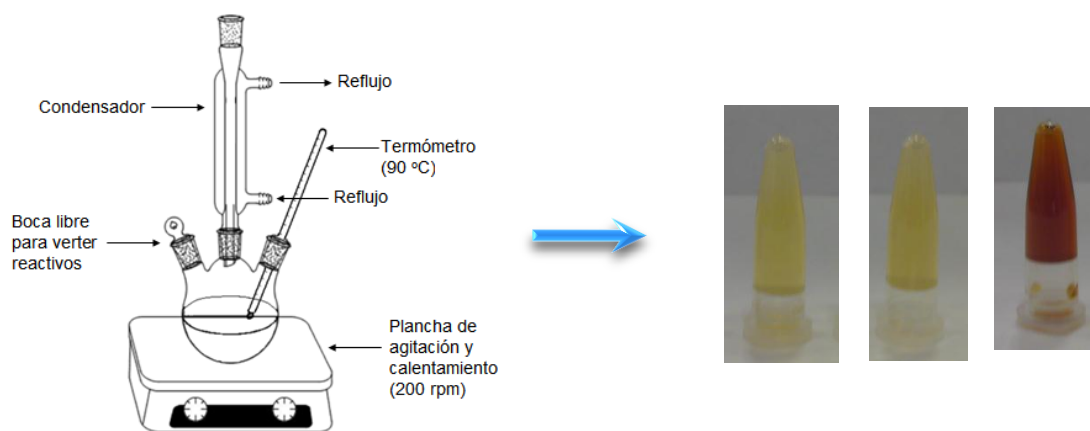 Reflujo
Condensador
Termómetro
(90 ºC)
Reflujo
Boca libre
para verter
reactivos
Plancha de
agitación y
calentamiento
(200 rpm)